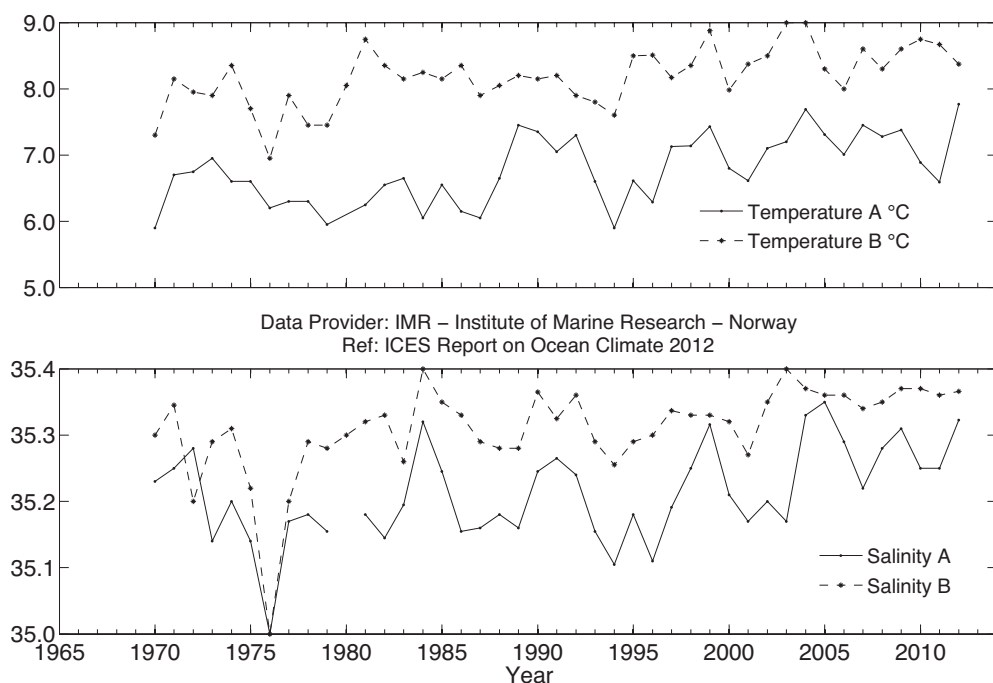 9.0
8.0
7.0
6.0
5.0
Temperature A °C
Temperature B °C
Data Provider: IMR – Institute of Marine Research – Norway
Ref: ICES Report on Ocean Climate 2012
35.4
35.3
35.2
35.1
35.0
Salinity A
Salinity B
1965 1970 1975 1980 1985 1990 1995 2000 2005 2010
Year